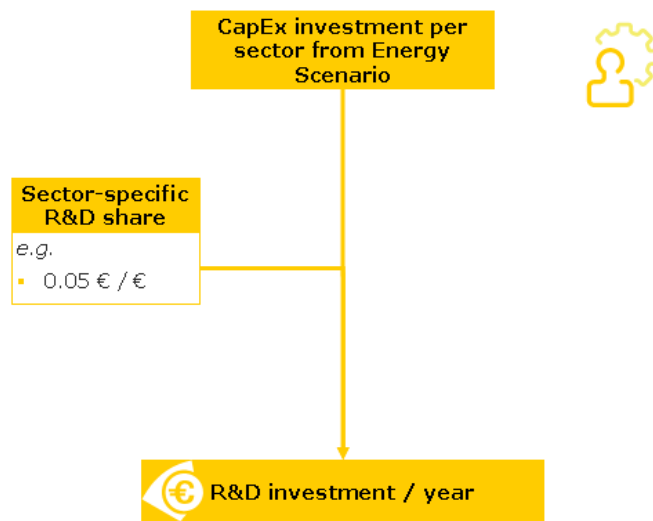 CapEx investment per
sector from Energy
Scenario
Sector-specific
R&D share
e.g.
▪ 0.05 € / €
€ R&D investment / year